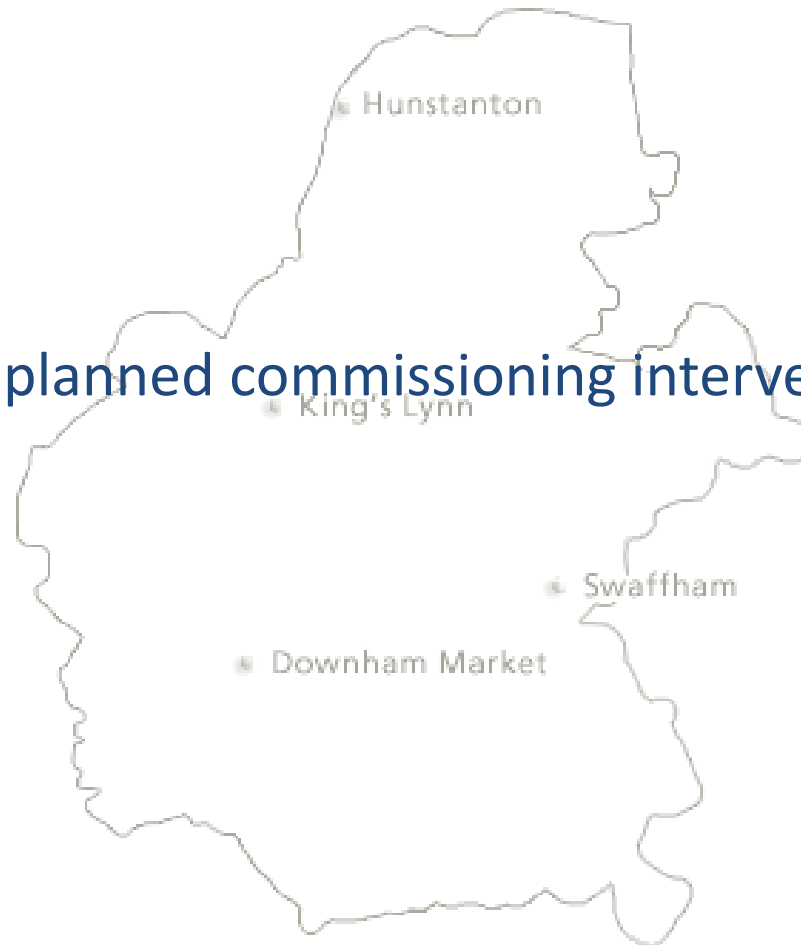 Hunstanton
planned commissioning interve
King's Lynn
Swaffham
Downham Market